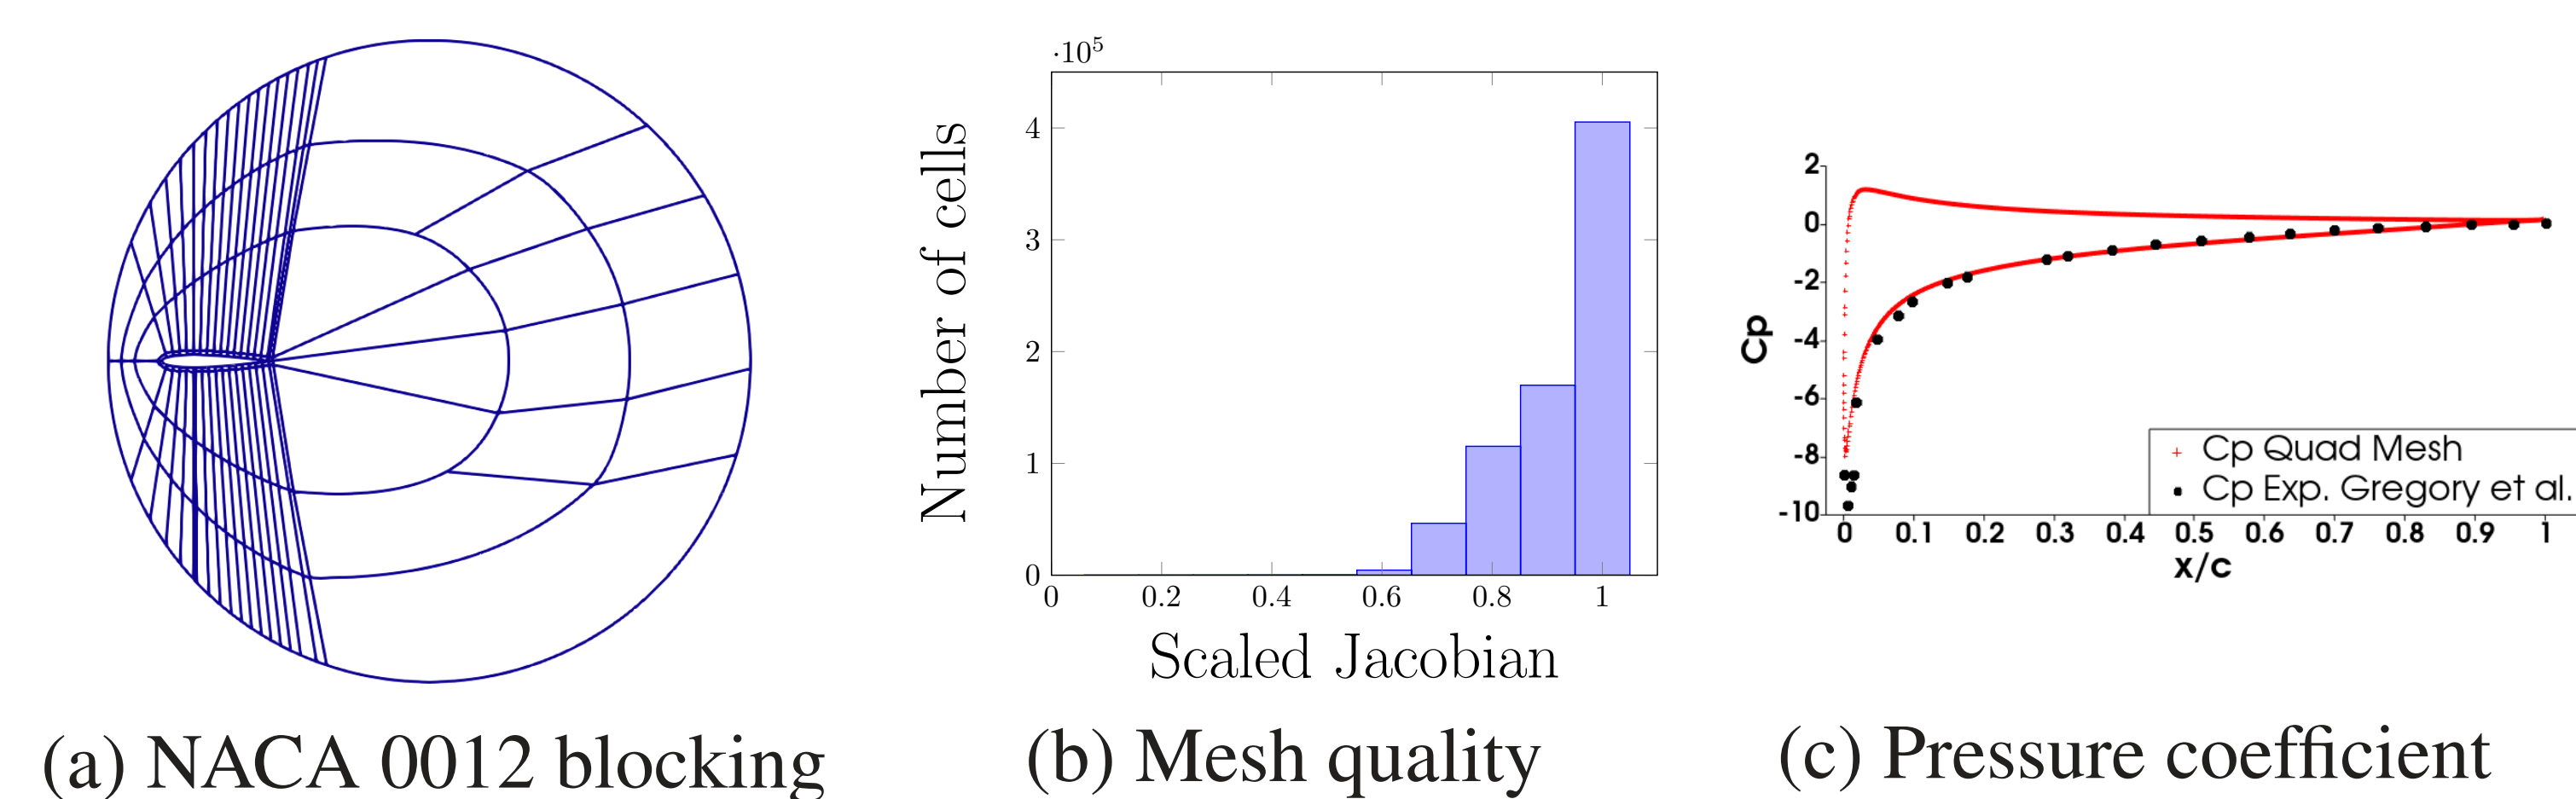 ·10⁵
4
3
2
1
0
0 0.2 0.4 0.6 0.8 1
Number of cells
Scaled Jacobian
2
0
-2
-4
-6
-8
-10
0 0.1 0.2 0.3 0.4 0.5 0.6 0.7 0.8 0.9 1
Cp
x/c
Cp Quad Mesh
Cp Exp. Gregory et al.
(a) NACA 0012 blocking
(b) Mesh quality
(c) Pressure coefficient